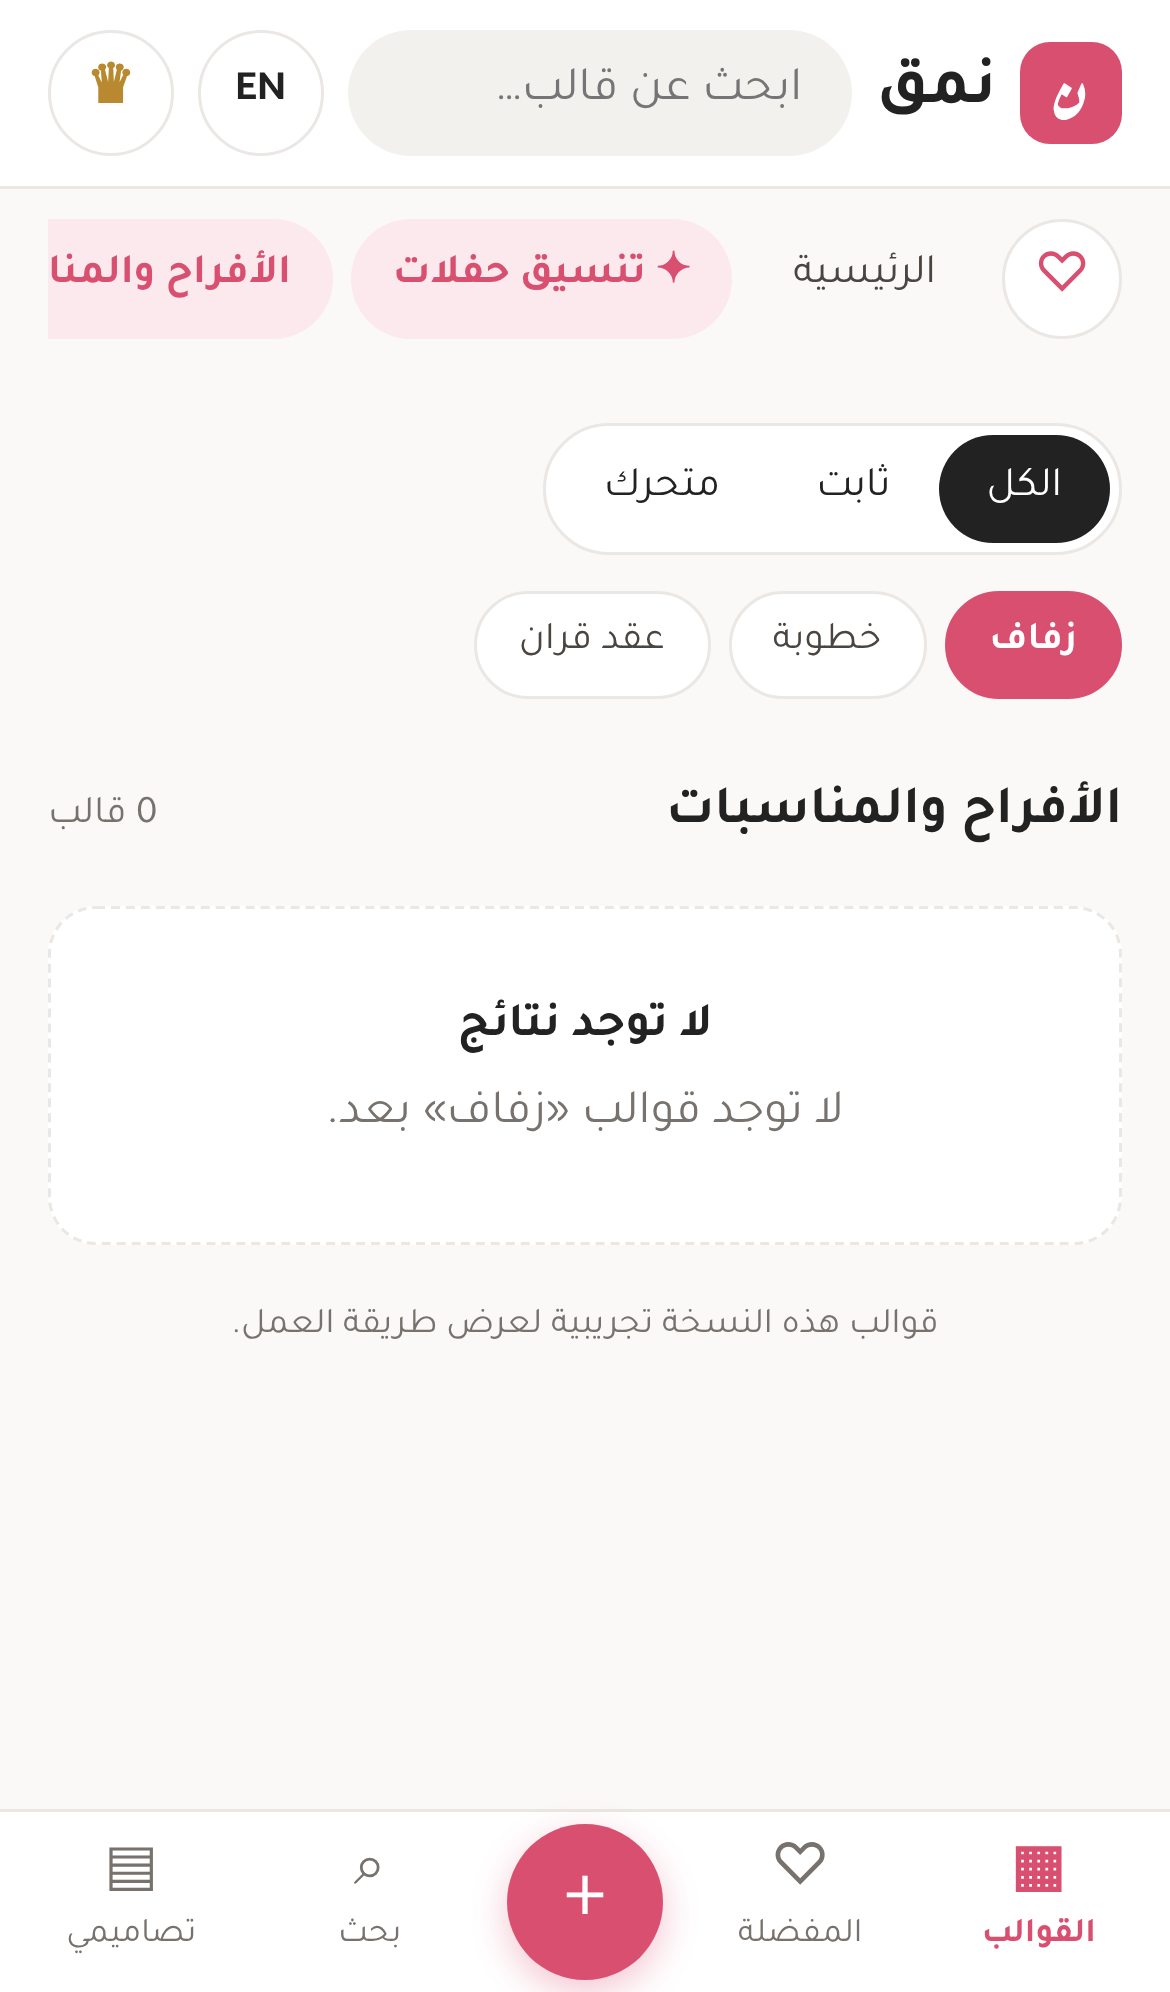 ن نمق ابحث عن قالب... EN
الرئيسية ✦ تنسيق حفلات الأفراح والمنا
الكل ثابت متحرك
زفاف خطوبة عقد قران
الأفراح والمناسبات 0 قالب
لا توجد نتائج
لا توجد قوالب «زفاف» بعد.
قوالب هذه النسخة تجريبية لعرض طريقة العمل.
القوالب المفضلة + بحث تصاميمي